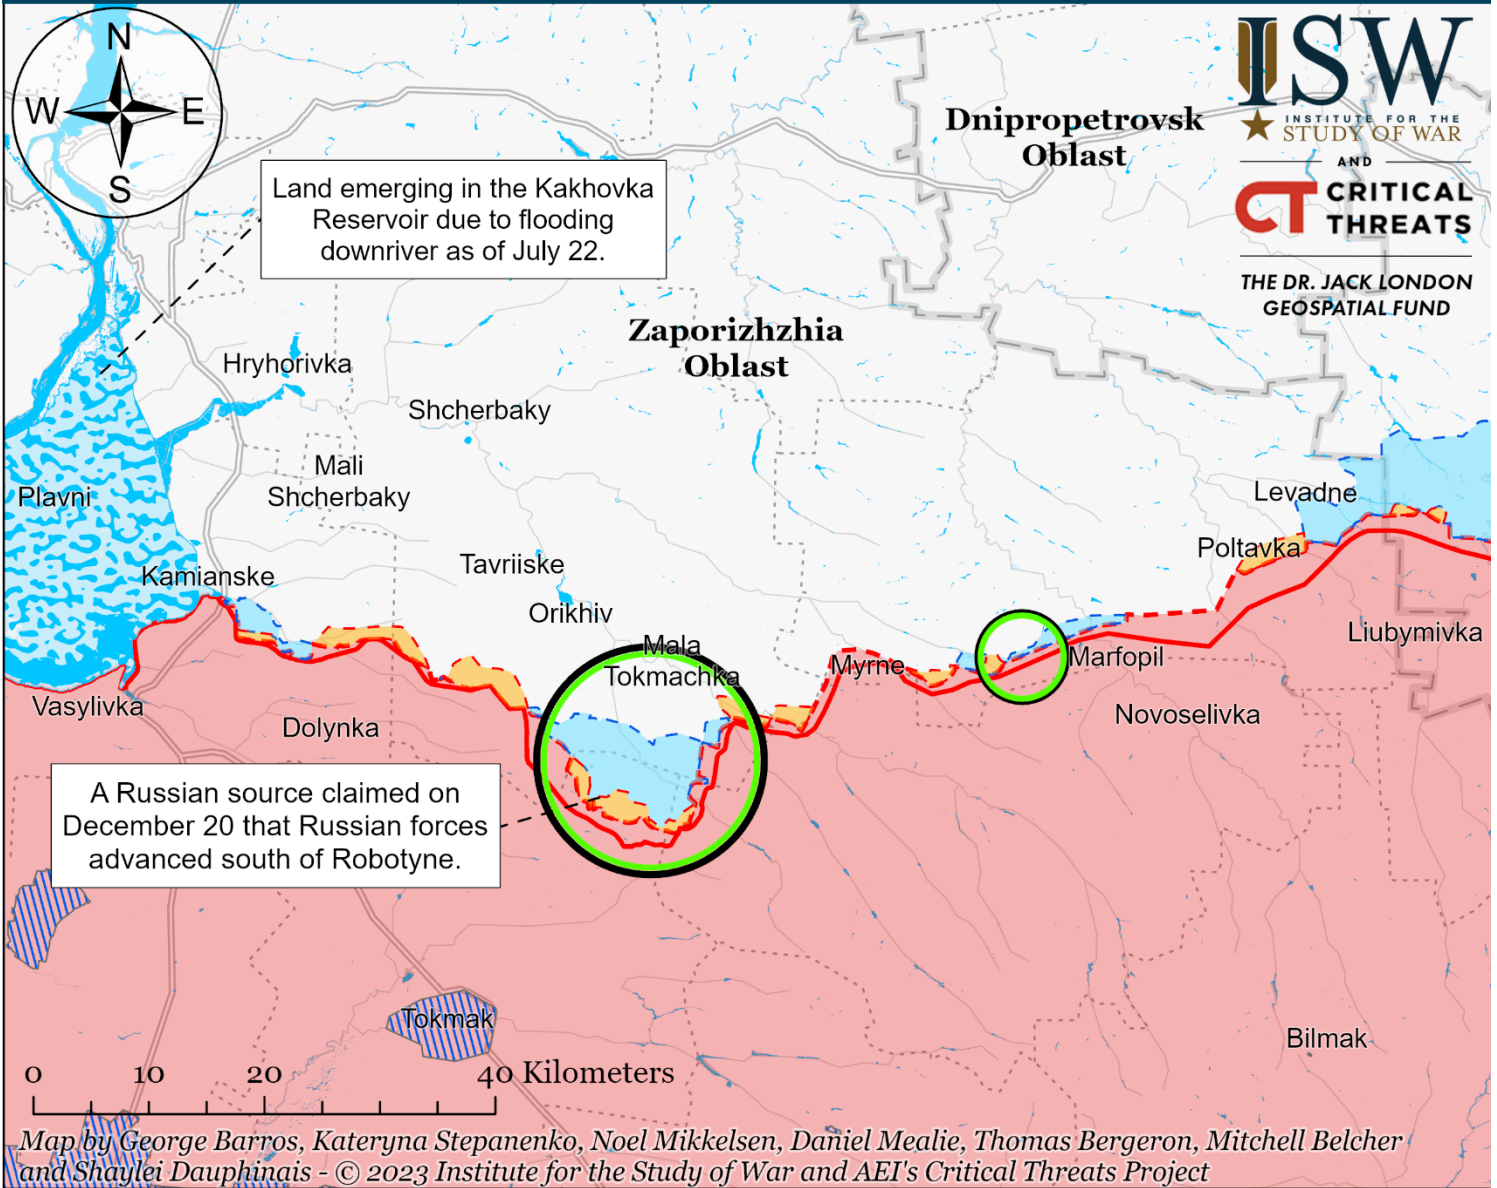 N
W E
S
ISW
INSTITUTE FOR THE
STUDY OF WAR
AND
CT CRITICAL
THREATS
THE DR. JACK LONDON
GEOSPATIAL FUND
Dnipropetrovsk
Oblast
Land emerging in the Kakhovka
Reservoir due to flooding
downriver as of July 22.
Zaporizhzhia
Oblast
Hryhorivka
Shcherbaky
Mali
Shcherbaky
Plavni
Levadne
Poltavka
Tavriiske
Kamianske
Orikhiv
Liubymivka
Mala
Tokmachka
Myrne
Marfopil
Vasylivka
Dolynka
Novoselivka
A Russian source claimed on
December 20 that Russian forces
advanced south of Robotyne.
Tokmak
Bilmak
0 10 20 40 Kilometers
Map by George Barros, Kateryna Stepanenko, Noel Mikkelsen, Daniel Mealie, Thomas Bergeron, Mitchell Belcher
and Shaylei Dauphinais - © 2023 Institute for the Study of War and AEI's Critical Threats Project